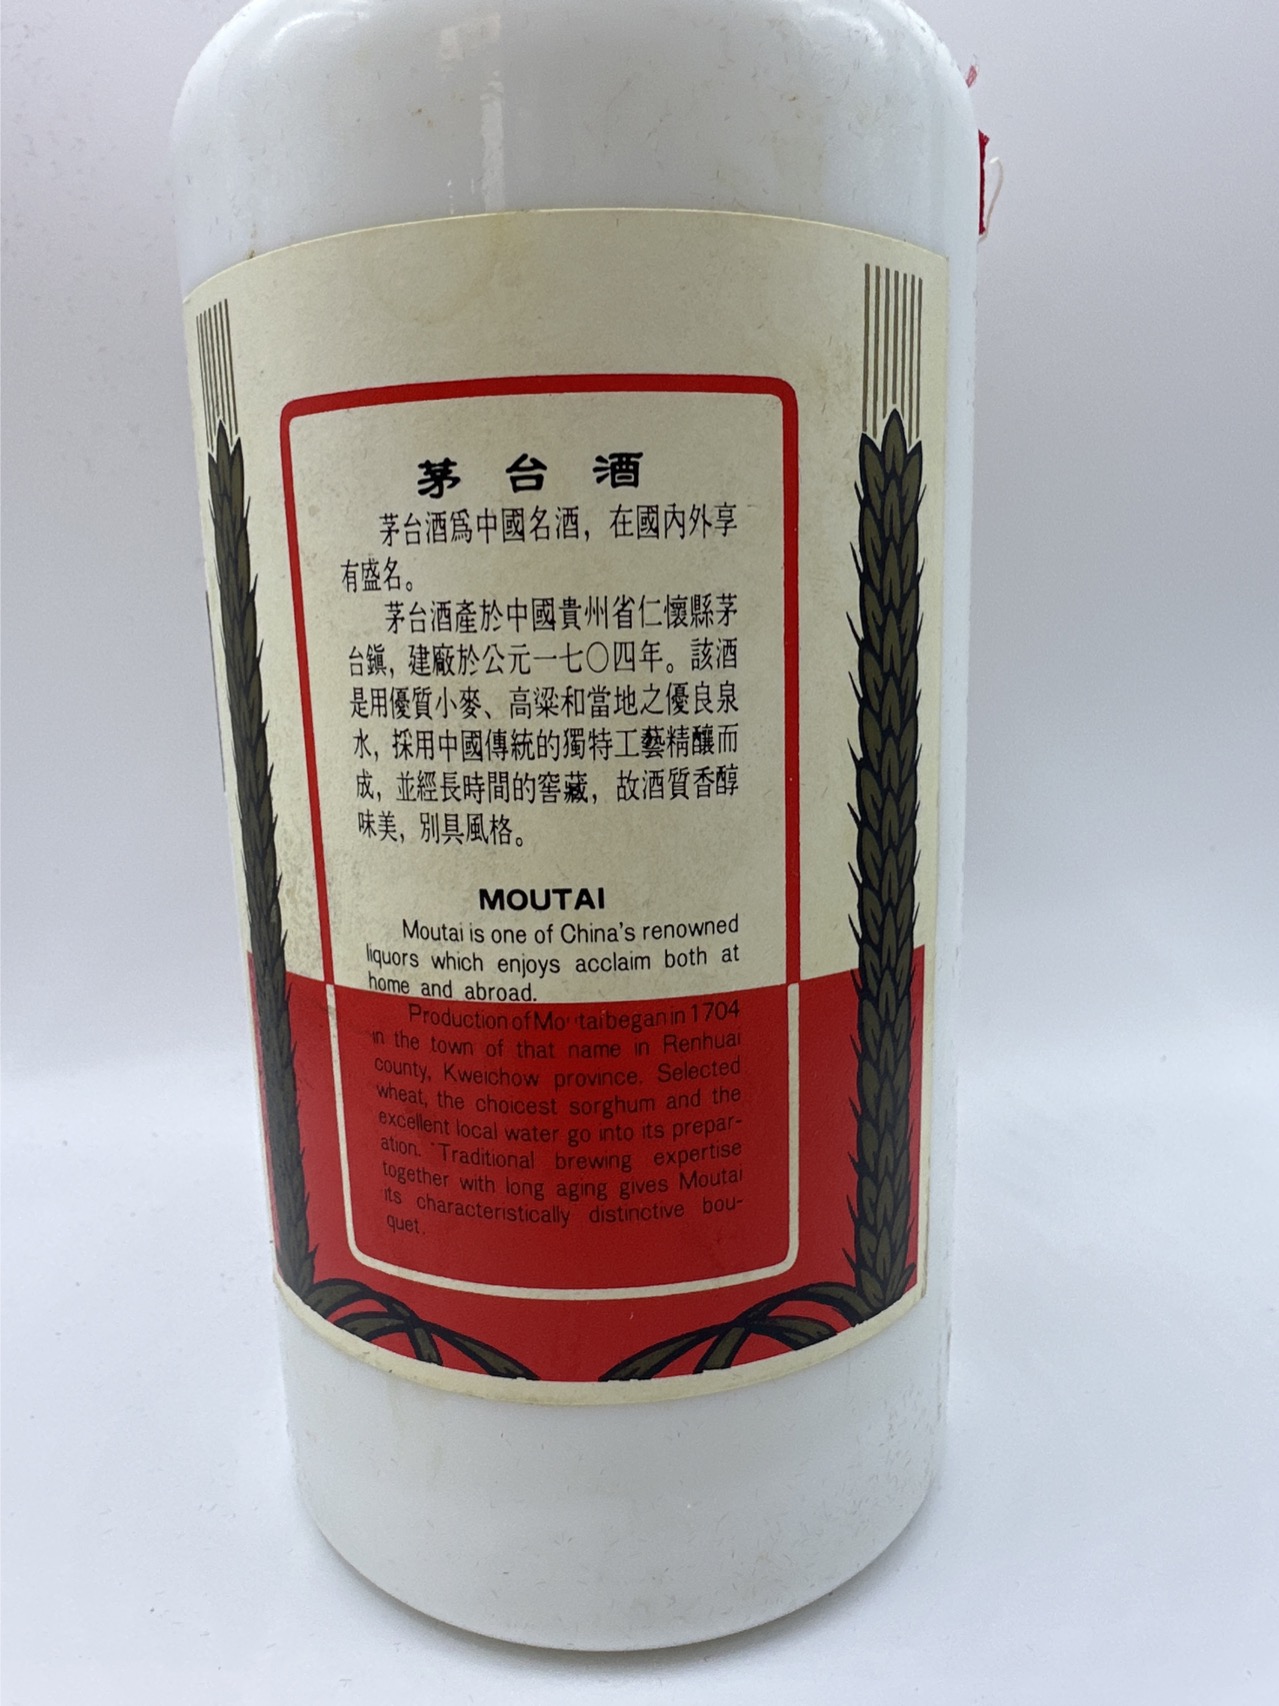 茅台酒
茅台酒爲中國名酒，在國內外享
有盛名。
茅台酒產於中國貴州省仁懷縣茅
台鎭，建廠於公元一七〇四年。該酒
是用優質小麥、高粱和當地之優良泉
水，採用中國傳統的獨特工藝精釀而
成，並經長時間的窖藏，故酒質香醇
味美，別具風格。
MOUTAI
Moutai is one of China's renowned
liquors which enjoys acclaim both at
home and abroad.
Production of Moutai began in 1704
in the town of that name in Renhuai
county, Kweichow province. Selected
wheat, the choicest sorghum and the
excellent local water go into its prepar-
ation. Traditional brewing expertise
together with long aging gives Moutai
its characteristically distinctive bou-
quet.